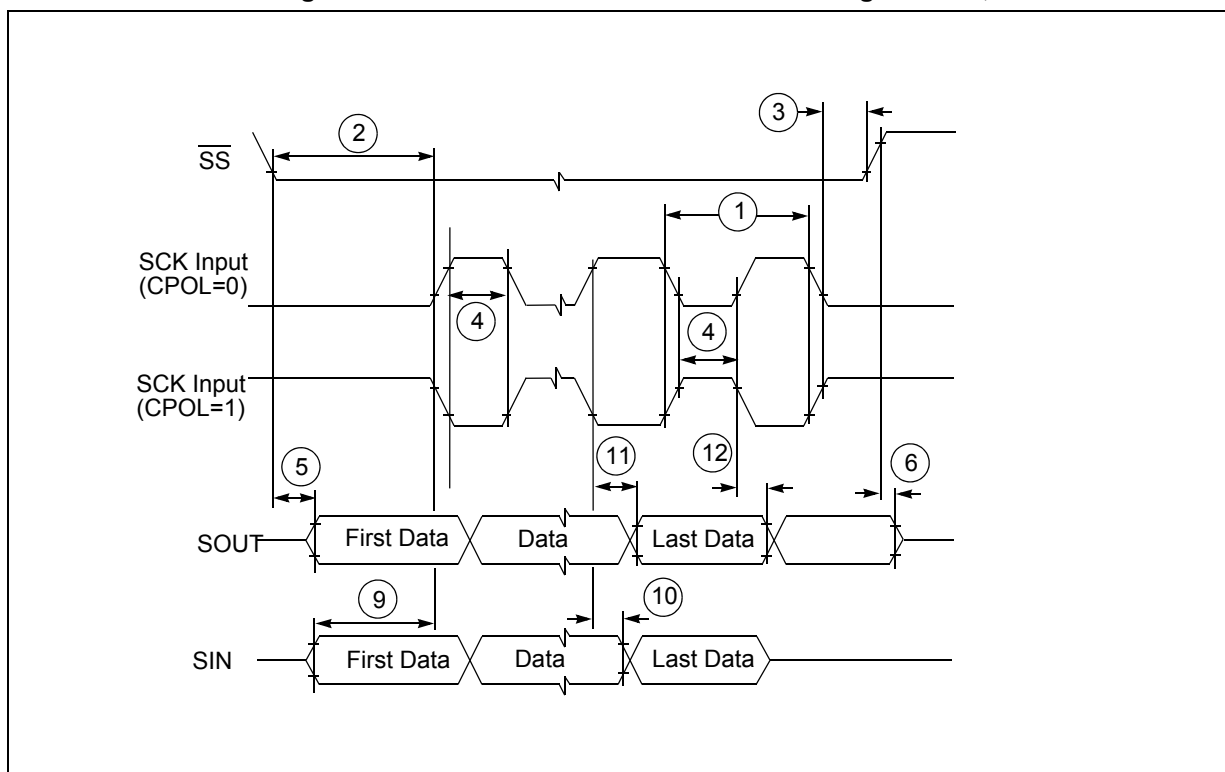 3
2
SS
1
SCK Input
(CPOL=0)
4
4
SCK Input
(CPOL=1)
11
12
6
5
SOUT
First Data
Data
Last Data
9
10
SIN
First Data
Data
Last Data